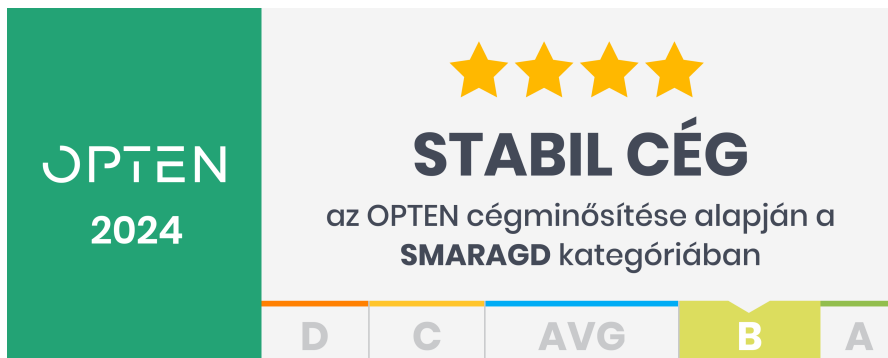 OPTEN
2024
STABIL CÉG
az OPTEN cégminősítése alapján a
SMARAGD kategóriában
D C AVG B A